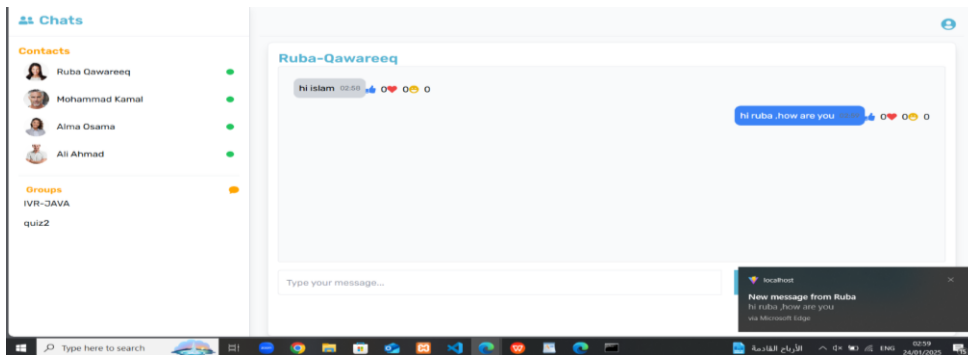 Chats
Contacts
Ruba Qawareeq
Mohammad Kamal
Alma Osama
Ali Ahmad
Groups
IVR-JAVA
quiz2
Ruba-Qawareeq
hi islam 02:58 👍 0❤️ 0😁 0
hi ruba ,how are you 👍 0❤️ 0😁 0
Type your message...
localhost
New message from Ruba
hi ruba ,how are you
via Microsoft Edge
Type here to search
الأرباح القادمة
ENG
02:59
24/01/2025